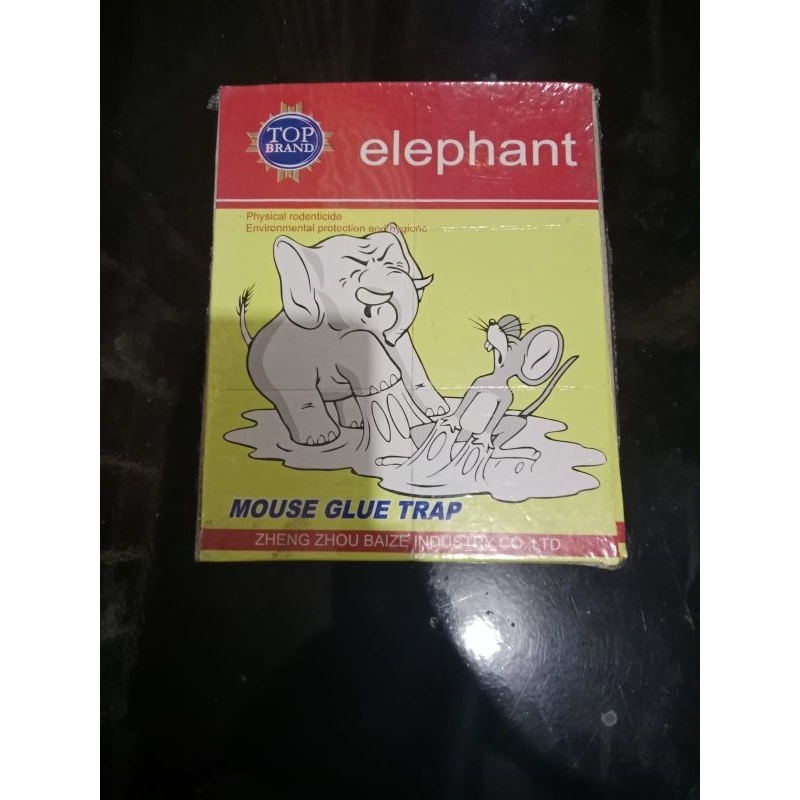 TOP
BRAND
elephant
· Physical rodenticide
Environmental protection and hygiene
MOUSE GLUE TRAP
ZHENG ZHOU BAIZE INDUSTRY CO.,LTD